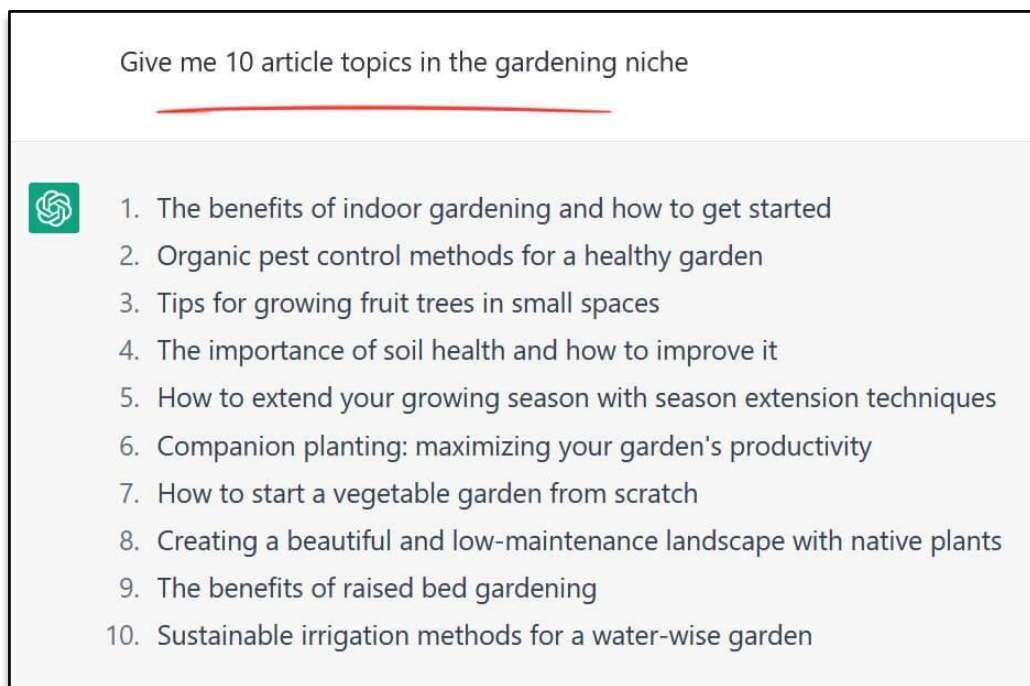 Give me 10 article topics in the gardening niche
1. The benefits of indoor gardening and how to get started
2. Organic pest control methods for a healthy garden
3. Tips for growing fruit trees in small spaces
4. The importance of soil health and how to improve it
5. How to extend your growing season with season extension techniques
6. Companion planting: maximizing your garden's productivity
7. How to start a vegetable garden from scratch
8. Creating a beautiful and low-maintenance landscape with native plants
9. The benefits of raised bed gardening
10. Sustainable irrigation methods for a water-wise garden